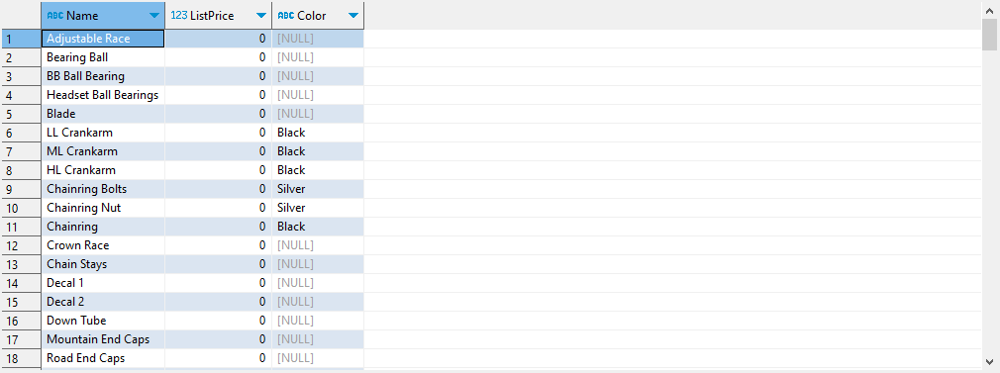 ABC Name 123 ListPrice ABC Color
1 Adjustable Race 0 [NULL]
2 Bearing Ball 0 [NULL]
3 BB Ball Bearing 0 [NULL]
4 Headset Ball Bearings 0 [NULL]
5 Blade 0 [NULL]
6 LL Crankarm 0 Black
7 ML Crankarm 0 Black
8 HL Crankarm 0 Black
9 Chainring Bolts 0 Silver
10 Chainring Nut 0 Silver
11 Chainring 0 Black
12 Crown Race 0 [NULL]
13 Chain Stays 0 [NULL]
14 Decal 1 0 [NULL]
15 Decal 2 0 [NULL]
16 Down Tube 0 [NULL]
17 Mountain End Caps 0 [NULL]
18 Road End Caps 0 [NULL]